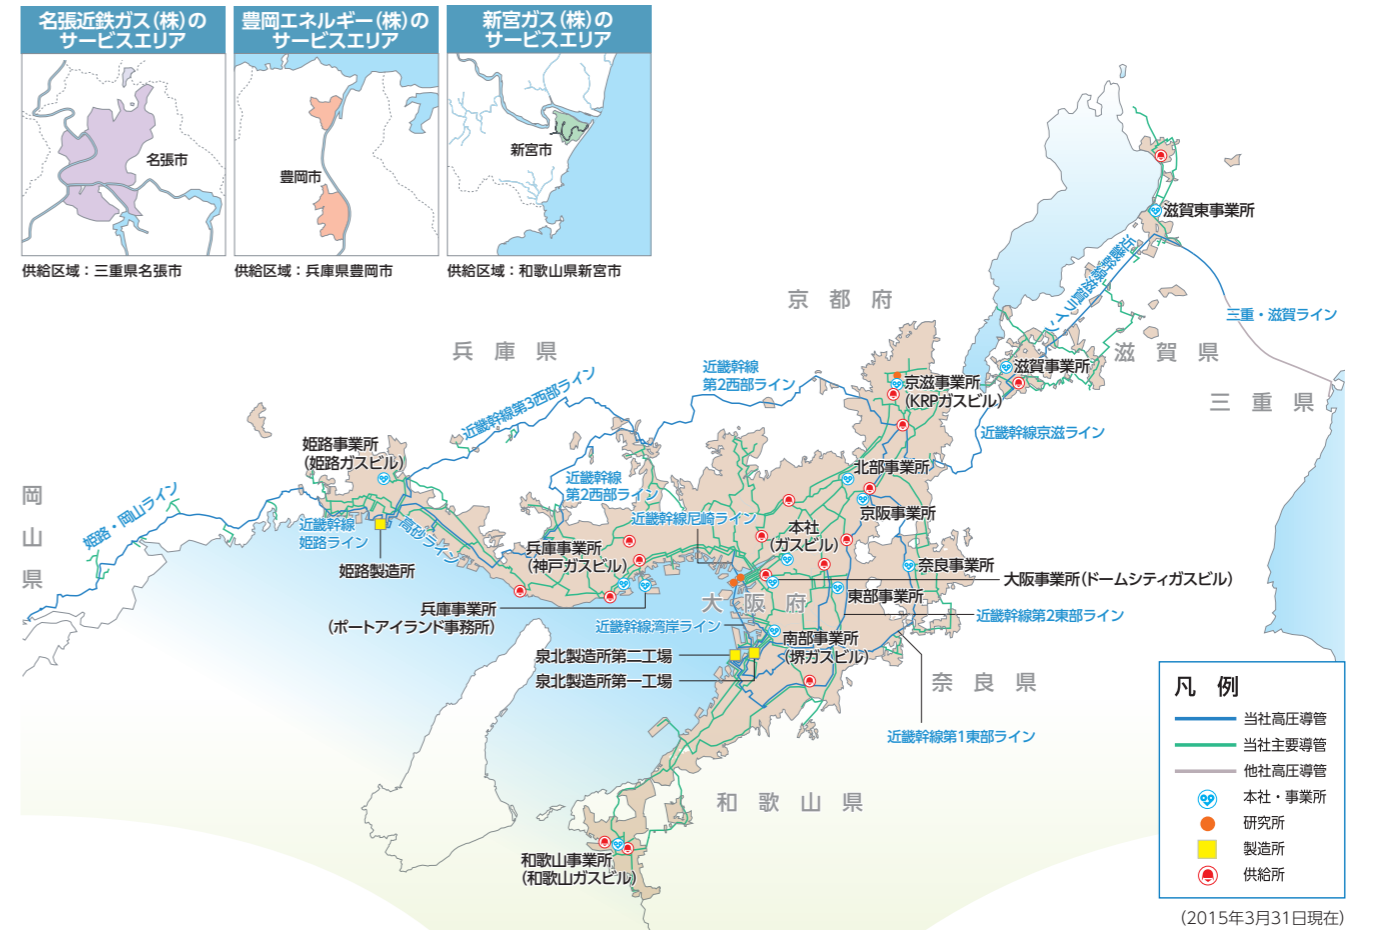 名張近鉄ガス(株)の
サービスエリア
豊岡エネルギー(株)の
サービスエリア
新宮ガス(株)の
サービスエリア
名張市
豊岡市
新宮市
供給区域：三重県名張市
供給区域：兵庫県豊岡市
供給区域：和歌山県新宮市
滋賀東事業所
近畿幹線滋賀ライン
三重・滋賀ライン
京都府
兵庫県
滋賀県
三重県
近畿幹線
第2西部ライン
滋賀事業所
京滋事業所
(KRPガスビル)
近畿幹線第3西部ライン
近畿幹線京滋ライン
姫路事業所
(姫路ガスビル)
北部事業所
近畿幹線
第2西部ライン
岡山県
姫路・岡山ライン
近畿幹線
姫路ライン
高砂ライン
近畿幹線尼崎ライン
京阪事業所
本社
(ガスビル)
兵庫事業所
(神戸ガスビル)
姫路製造所
奈良事業所
大阪事業所(ドームシティガスビル)
東部事業所
大阪府
兵庫事業所
(ポートアイランド事務所)
近畿幹線第2東部ライン
近畿幹線湾岸ライン
南部事業所
(堺ガスビル)
泉北製造所第二工場
泉北製造所第一工場
奈良県
近畿幹線第1東部ライン
和歌山県
和歌山事業所
(和歌山ガスビル)
凡例
当社高圧導管
当社主要導管
他社高圧導管
本社・事業所
研究所
製造所
供給所
(2015年3月31日現在)